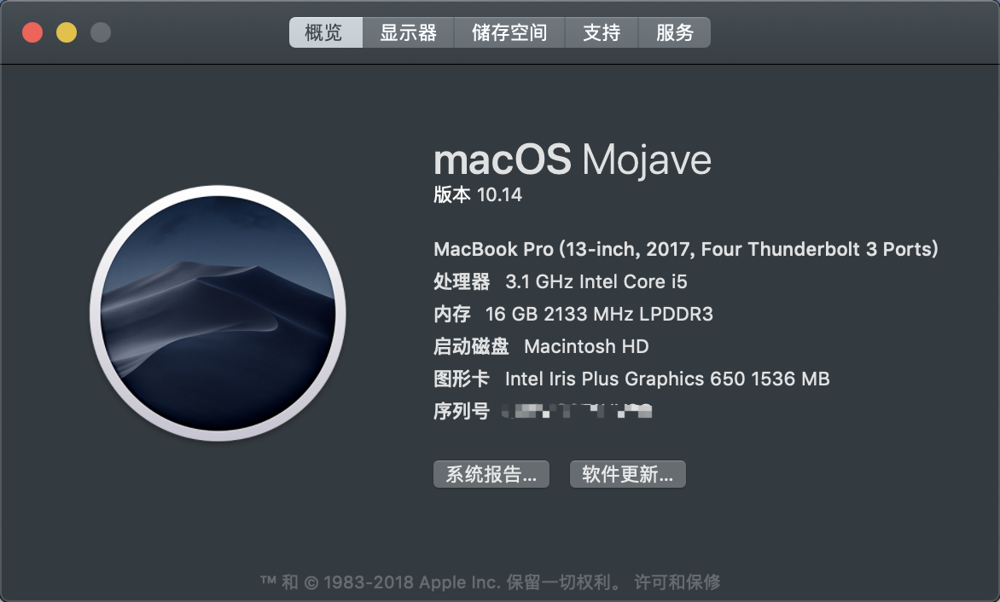 概览 显示器 储存空间 支持 服务
macOS Mojave
版本 10.14
MacBook Pro (13-inch, 2017, Four Thunderbolt 3 Ports)
处理器 3.1 GHz Intel Core i5
内存 16 GB 2133 MHz LPDDR3
启动磁盘 Macintosh HD
图形卡 Intel Iris Plus Graphics 650 1536 MB
序列号
系统报告... 软件更新...
™ 和 © 1983-2018 Apple Inc. 保留一切权利。 许可和保修